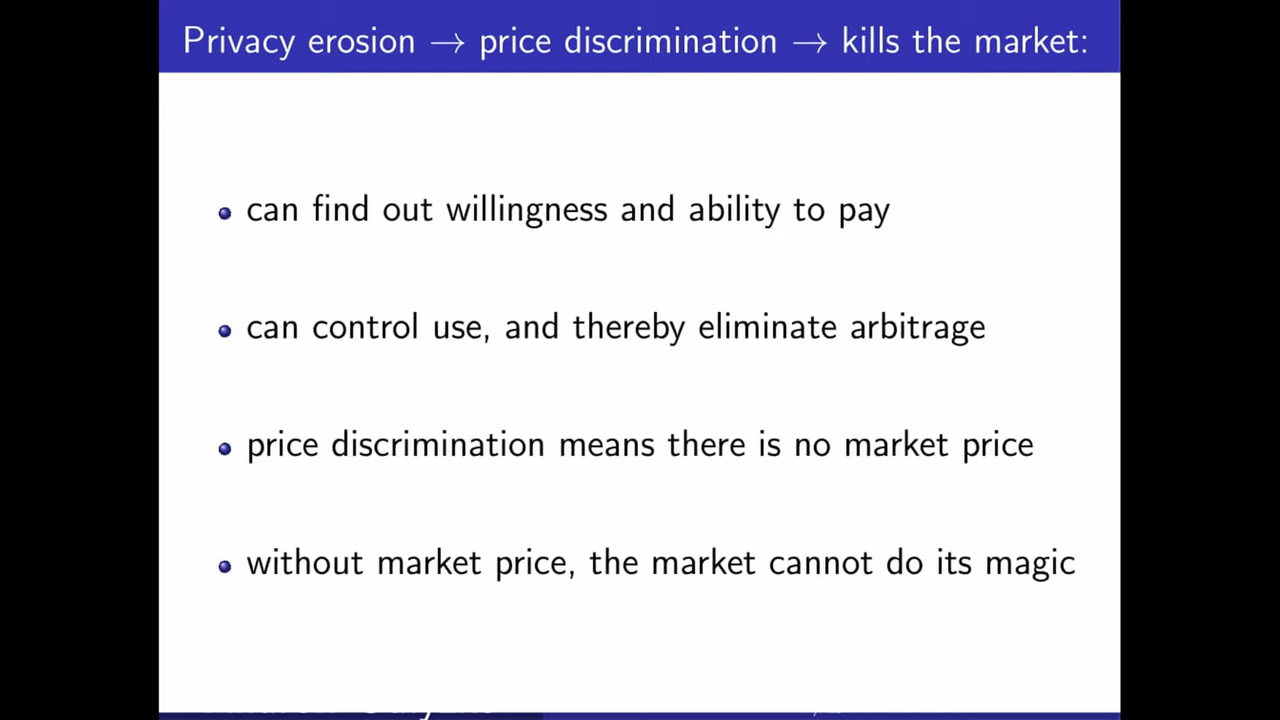 Privacy erosion → price discrimination → kills the market:
can find out willingness and ability to pay
can control use, and thereby eliminate arbitrage
price discrimination means there is no market price
without market price, the market cannot do its magic